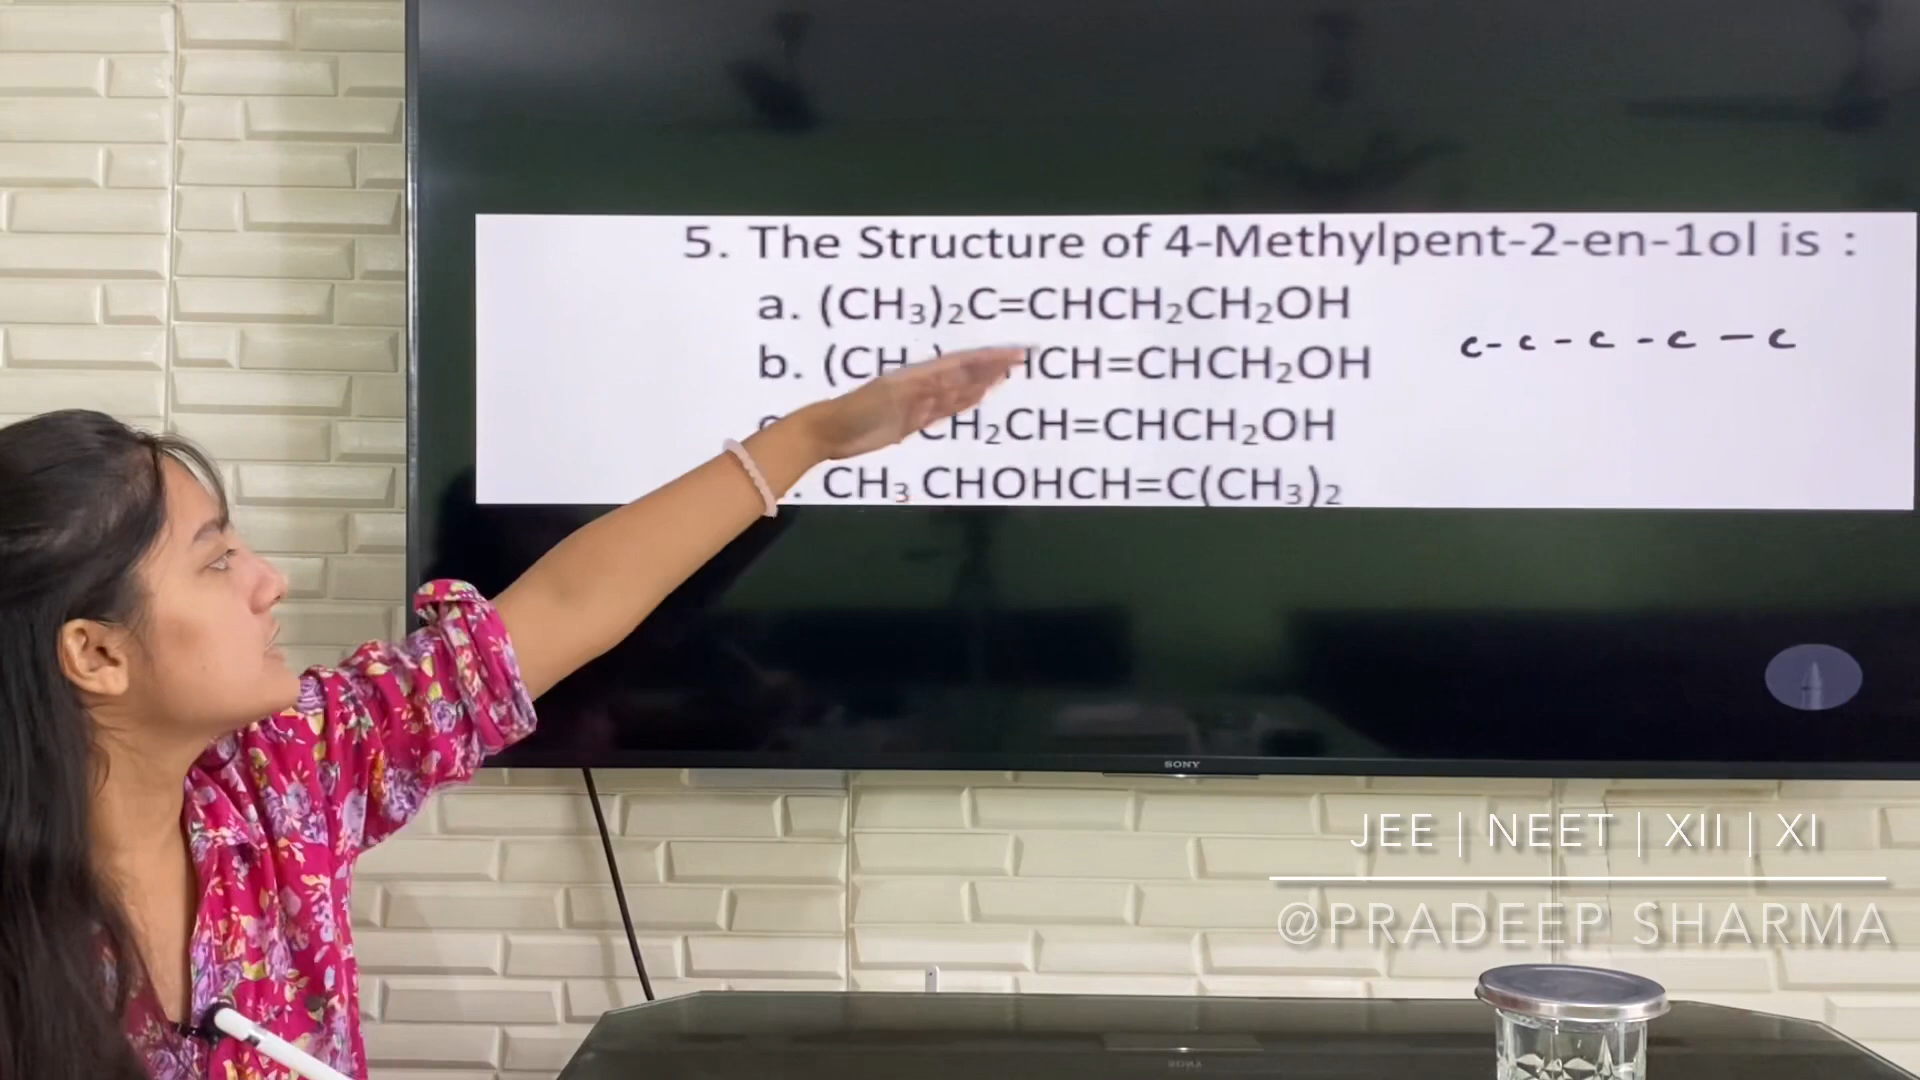 5. The Structure of 4-Methylpent-2-en-1ol is :
a. (CH₃)₂C=CHCH₂CH₂OH
c - c - c - c - c
b. (CH HCH=CHCH₂OH
CH₂CH=CHCH₂OH
. CH₃ CHOHCH=C(CH₃)₂
SONY
JEE | NEET | XII | XI
@PRADEEP SHARMA